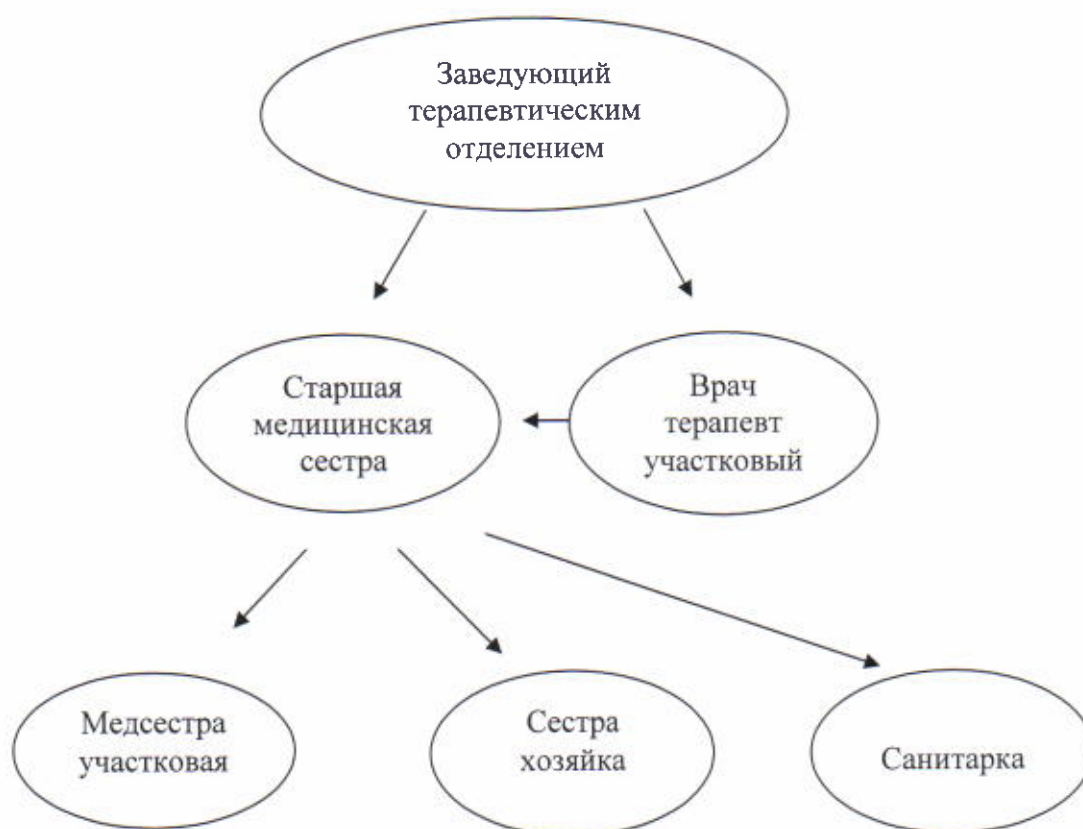 Заведующий
терапевтическим
отделением
Старшая
медицинская
сестра
Врач
терапевт
участковый
Медсестра
участковая
Сестра
хозяйка
Санитарка